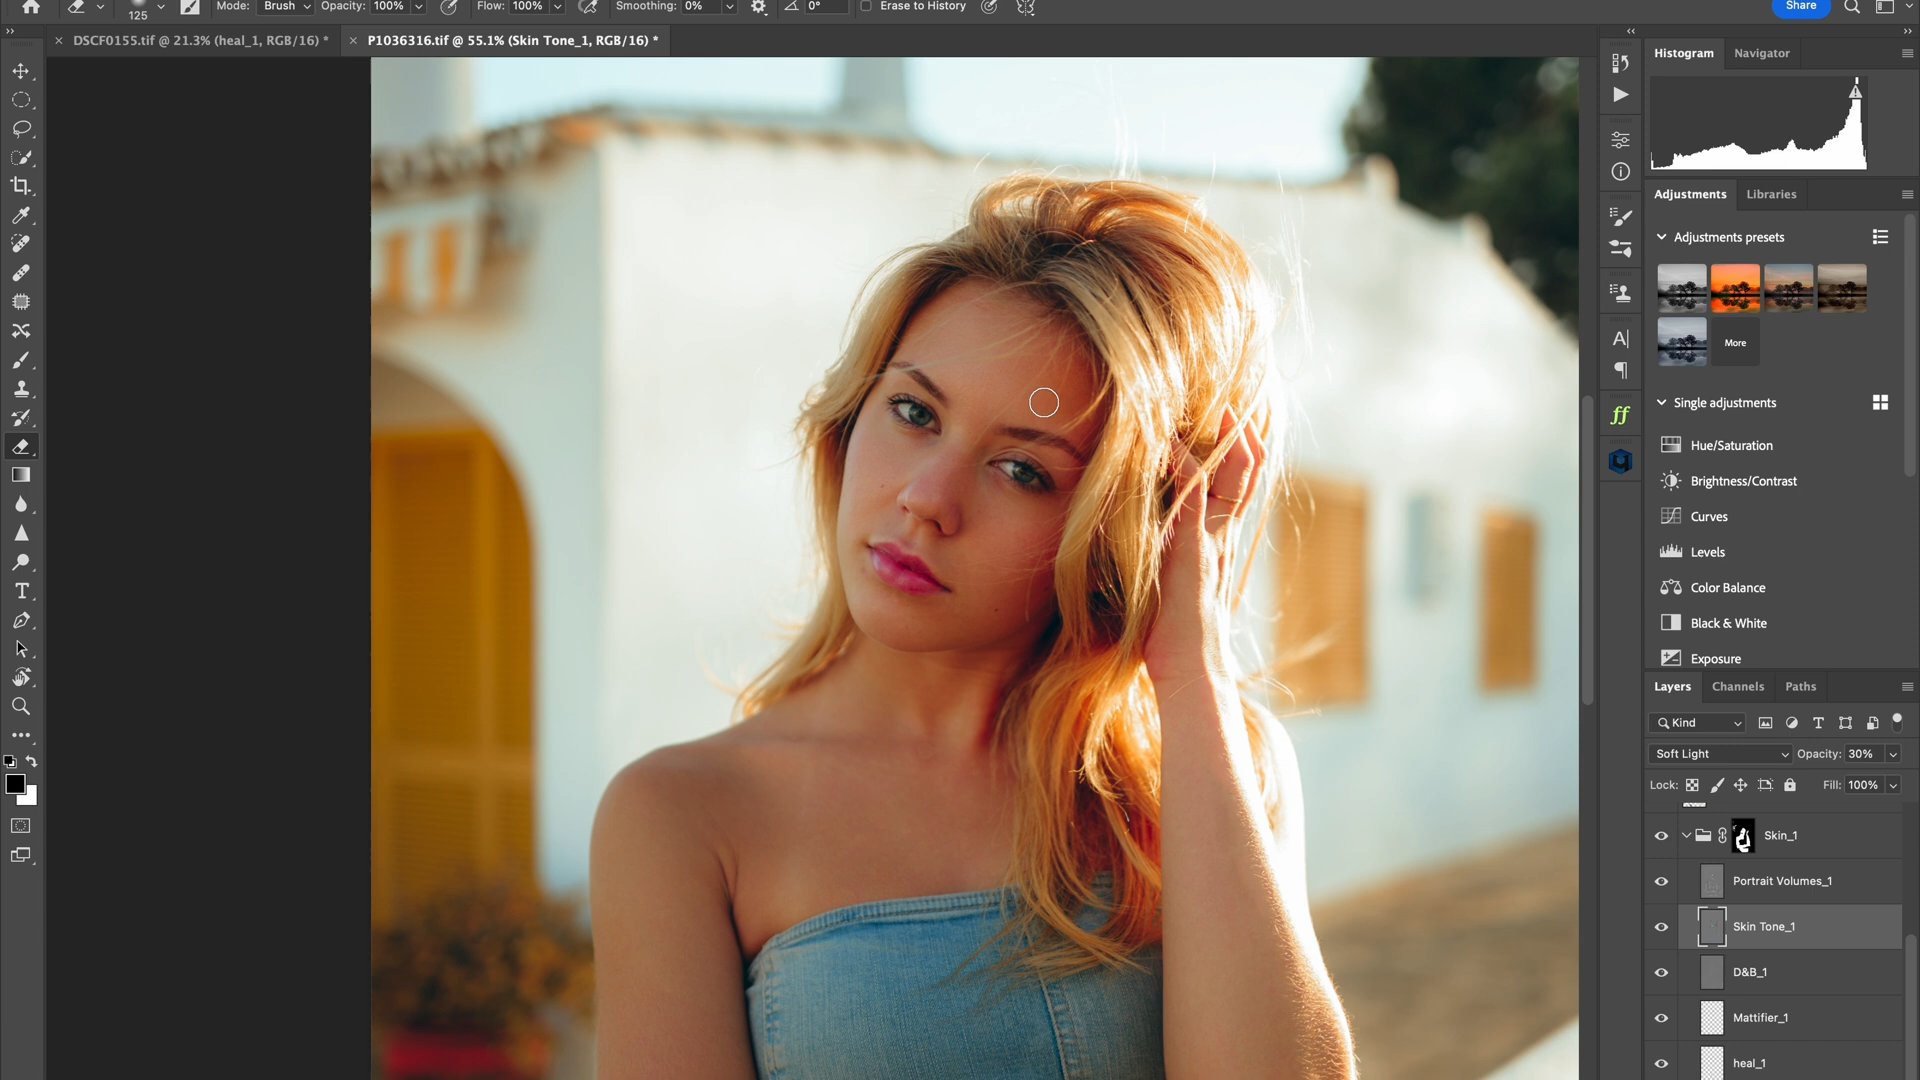 125 Mode: Brush Opacity: 100% Flow: 100% Smoothing: 0% 0° Erase to History Share
DSCF0155.tif @ 21.3% (heal_1, RGB/16) *
P1036316.tif @ 55.1% (Skin Tone_1, RGB/16) *
Histogram Navigator
Adjustments Libraries
Adjustments presets
More
Single adjustments
Hue/Saturation
Brightness/Contrast
Curves
Levels
Color Balance
Black & White
Exposure
Layers Channels Paths
Kind
Soft Light Opacity: 30%
Lock: Fill: 100%
Skin_1
Portrait Volumes_1
Skin Tone_1
D&B_1
Mattifier_1
heal_1